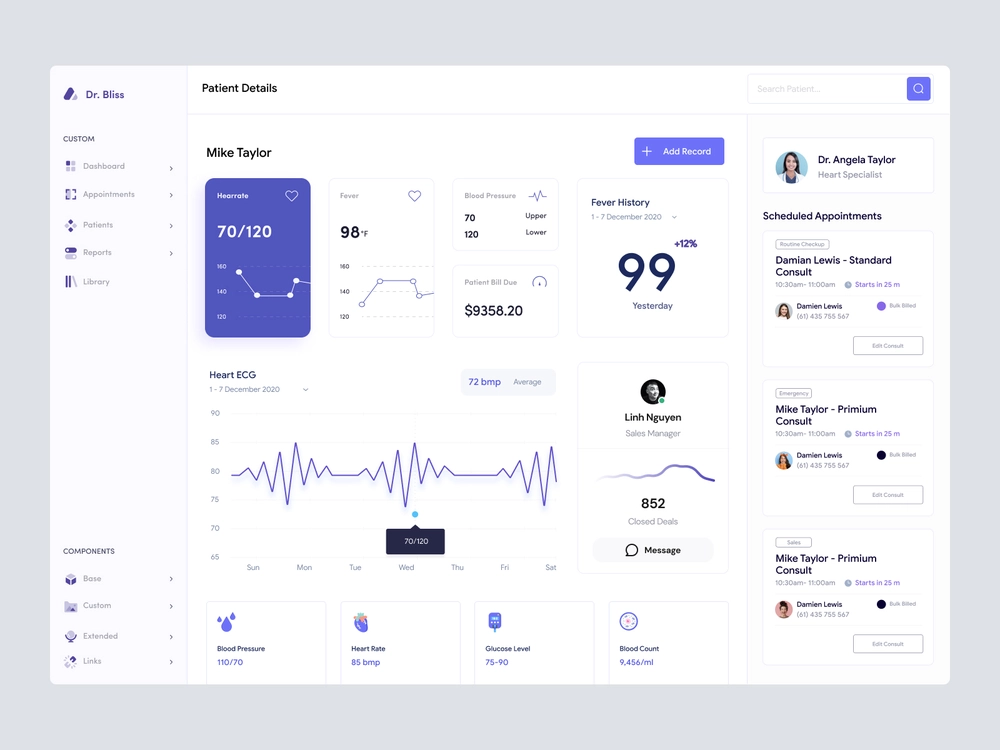 Dr. Bliss
CUSTOM
Dashboard
Appointments
Patients
Reports
Library
COMPONENTS
Base
Custom
Extended
Links
Patient Details
Search Patient...
Mike Taylor
Add Record
Hearrate
70/120
160
140
120
Fever
98°F
160
140
120
Blood Pressure
70 Upper
120 Lower
Patient Bill Due
$9358.20
Fever History
1 - 7 December 2020
+12%
99
Yesterday
Heart ECG
1 - 7 December 2020
72 bmp Average
90
85
80
75
70
65
70/120
Sun Mon Tue Wed Thu Fri Sat
Linh Nguyen
Sales Manager
852
Closed Deals
Message
Blood Pressure
110/70
Heart Rate
85 bmp
Glucose Level
75-90
Blood Count
9,456/ml
Dr. Angela Taylor
Heart Specialist
Scheduled Appointments
Routine Checkup
Damian Lewis - Standard
Consult
10:30am- 11:00am Starts in 25 m
Damien Lewis
(61) 435 755 567
Bulk Billed
Edit Consult
Emergency
Mike Taylor - Primium
Consult
10:30am- 11:00am Starts in 25 m
Damien Lewis
(61) 435 755 567
Bulk Billed
Edit Consult
Sales
Mike Taylor - Primium
Consult
10:30am- 11:00am Starts in 25 m
Damien Lewis
(61) 435 755 567
Bulk Billed
Edit Consult